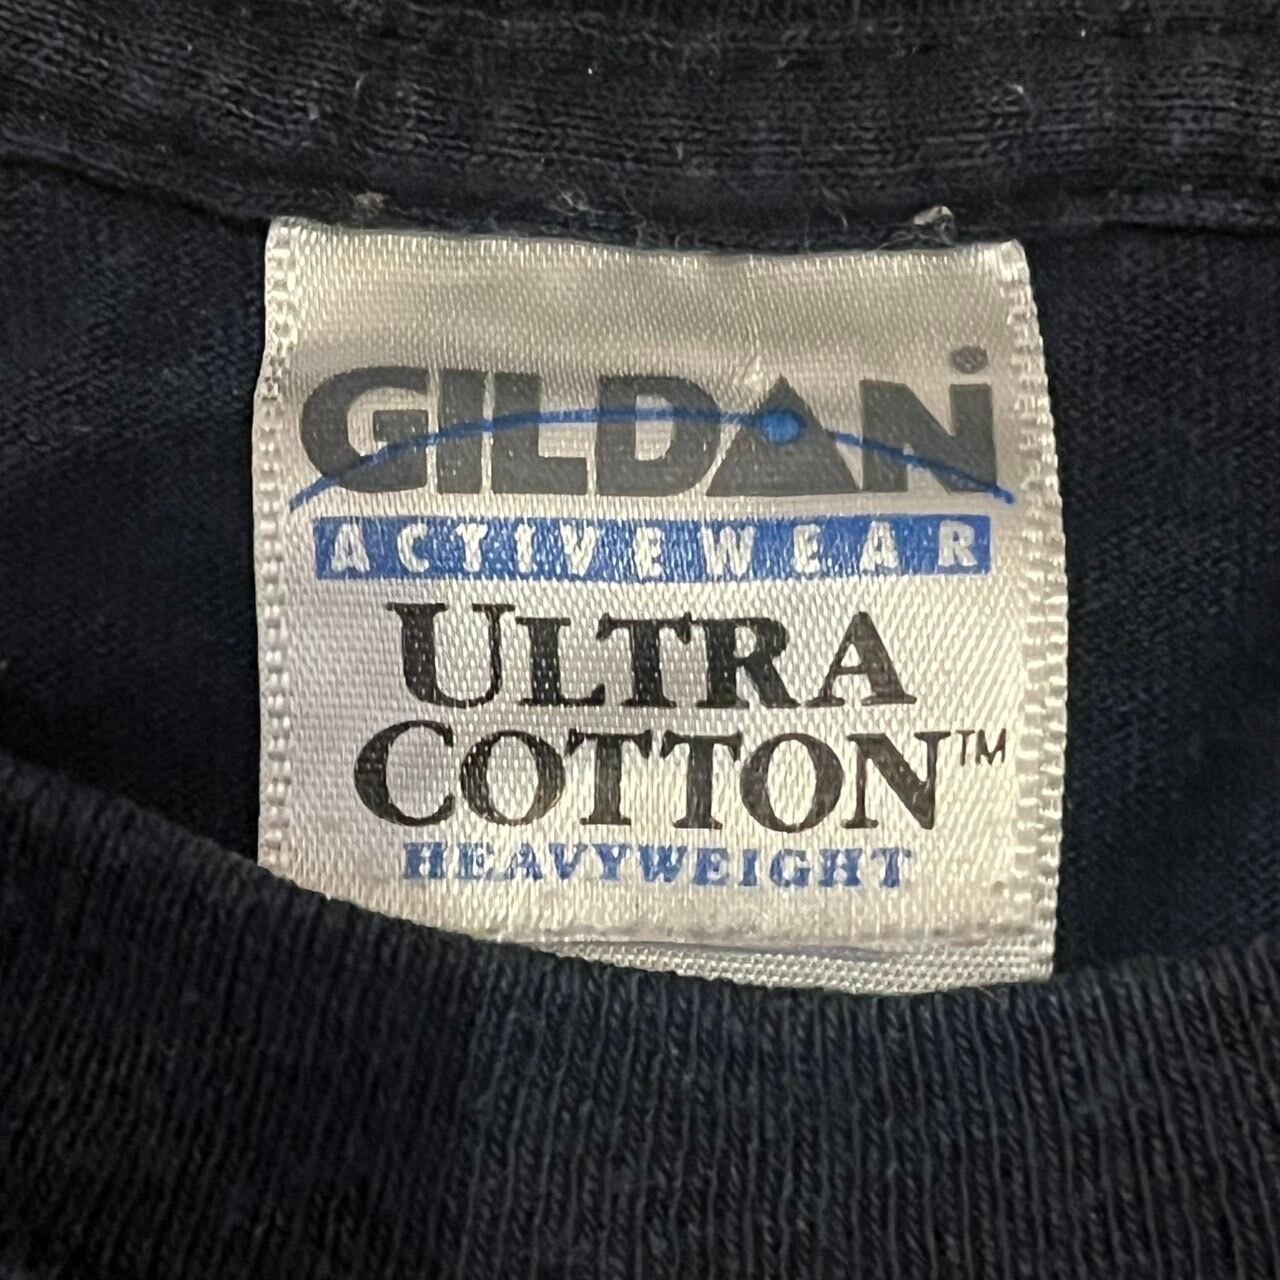 GILDAN®
ACTIVEWEAR
ULTRA
COTTON™
HEAVYWEIGHT